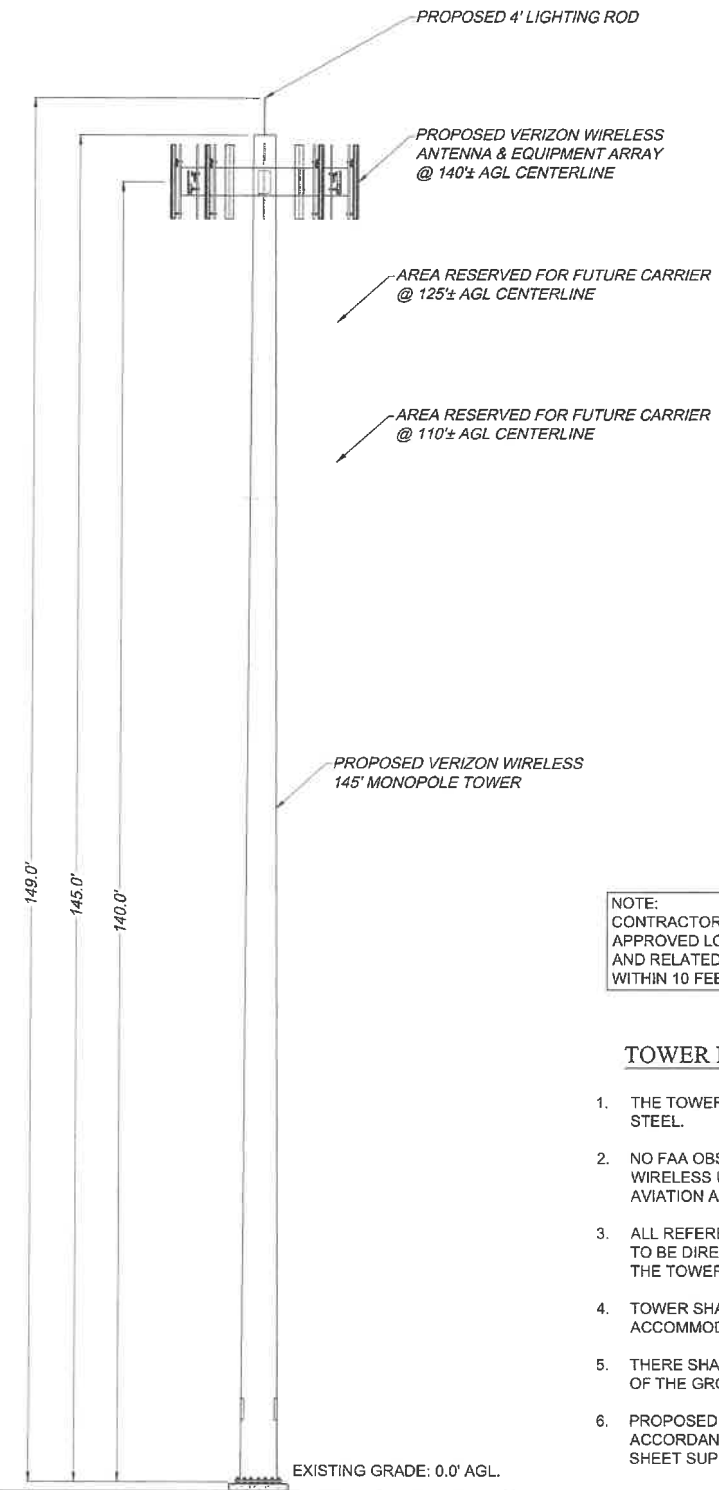 PROPOSED 4' LIGHTING ROD
PROPOSED VERIZON WIRELESS
ANTENNA & EQUIPMENT ARRAY
@ 140'± AGL CENTERLINE
AREA RESERVED FOR FUTURE CARRIER
@ 125'± AGL CENTERLINE
AREA RESERVED FOR FUTURE CARRIER
@ 110'± AGL CENTERLINE
PROPOSED VERIZON WIRELESS
145' MONOPOLE TOWER
149.0'
145.0'
140.0'
NOTE:
CONTRACTOR
APPROVED LO
AND RELATED
WITHIN 10 FEE
TOWER
1. THE TOWER
STEEL.
2. NO FAA OBS
WIRELESS U
AVIATION A
3. ALL REFERE
TO BE DIRE
THE TOWER
4. TOWER SHA
ACCOMMOD
5. THERE SHA
OF THE GRO
6. PROPOSED
ACCORDAN
SHEET SUP
EXISTING GRADE: 0.0' AGL.